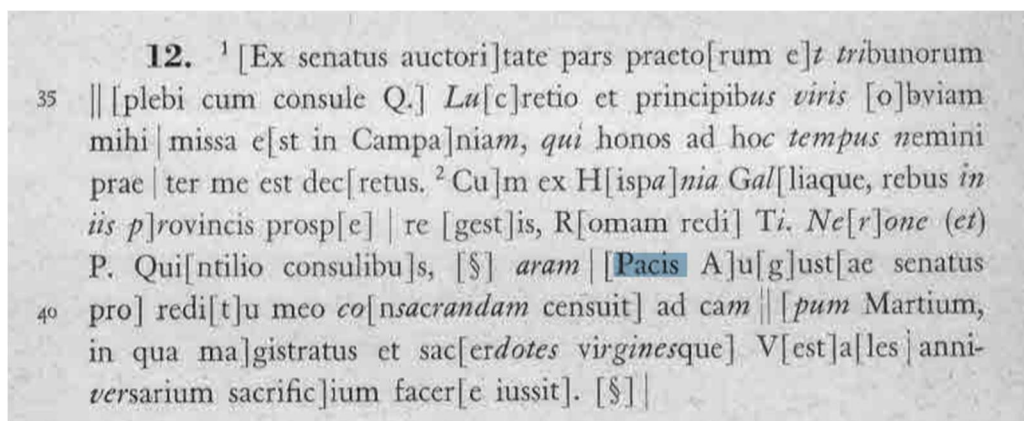 12. ¹ [Ex senatus auctori]tate pars praeto[rum e]t tribunorum
35 || [plebi cum consule Q.] Lu[c]retio et principibus viris [o]bviam
mihi | missa e[st in Campa]niam, qui honos ad hoc tempus nemini
prae | ter me est dec[retus. ² Cu]m ex H[ispa]nia Gal[liaque, rebus in
iis p]rovincis prosp[e] | re [gest]is, R[omam redi] Ti. Ne[r]one (et)
P. Qui[ntilio consulibu]s, [§] aram | [Pacis A]u[g]ust[ae senatus
40 pro] redi[t]u meo co[nsacrandam censuit] ad cam || [pum Martium,
in qua ma]gistratus et sac[erdotes virginesque] V[est]a[les | anni-
versarium sacrific]ium facer[e iussit]. [§] |